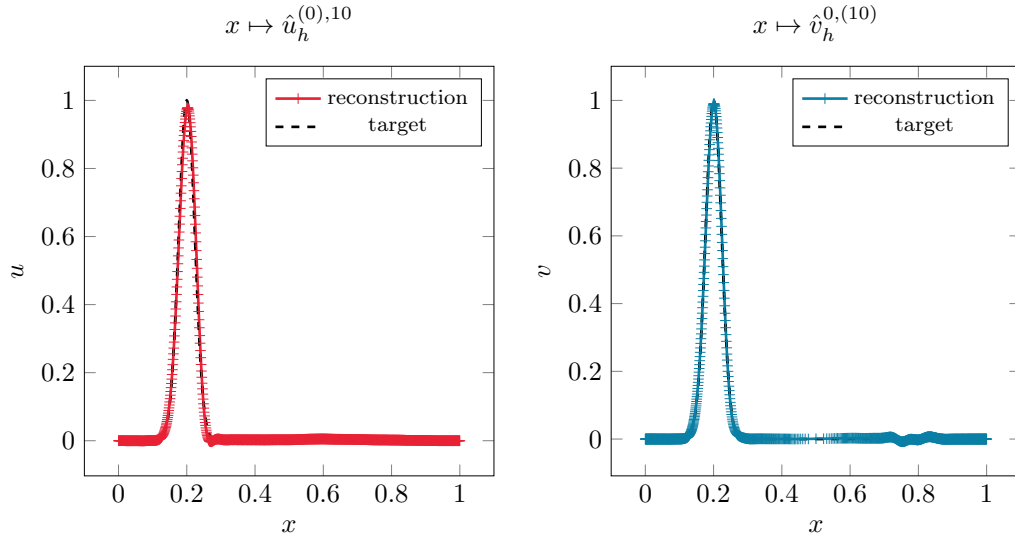 x ↦ û_h^{(0),10}
reconstruction
target
1
0.8
0.6
0.4
0.2
0
u
0 0.2 0.4 0.6 0.8 1
x
x ↦ v̂_h^{0,(10)}
reconstruction
target
1
0.8
0.6
0.4
0.2
0
v
0 0.2 0.4 0.6 0.8 1
x